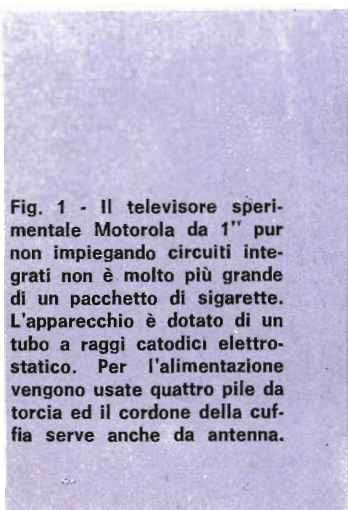 Fig. 1 - Il televisore speri-
mentale Motorola da 1" pur
non impiegando circuiti inte-
grati non è molto più grande
di un pacchetto di sigarette.
L'apparecchio è dotato di un
tubo a raggi catodici elettro-
statico. Per l'alimentazione
vengono usate quattro pile da
torcia ed il cordone della cuf-
fia serve anche da antenna.